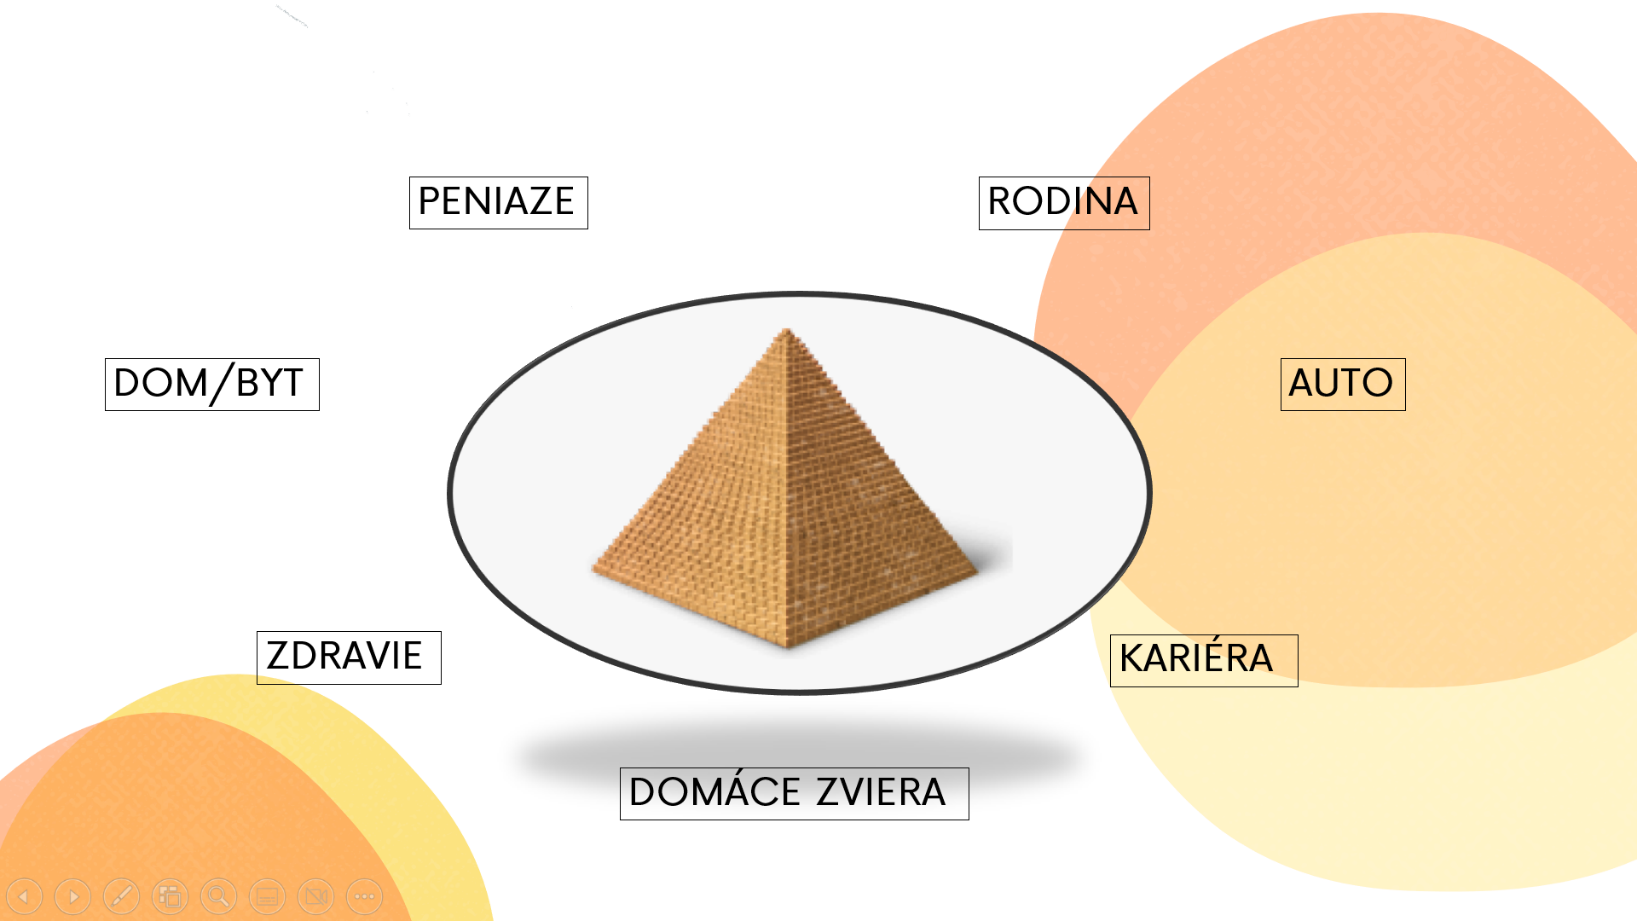 PENIAZE
RODINA
DOM/BYT
AUTO
ZDRAVIE
KARIÉRA
DOMÁCE ZVIERA